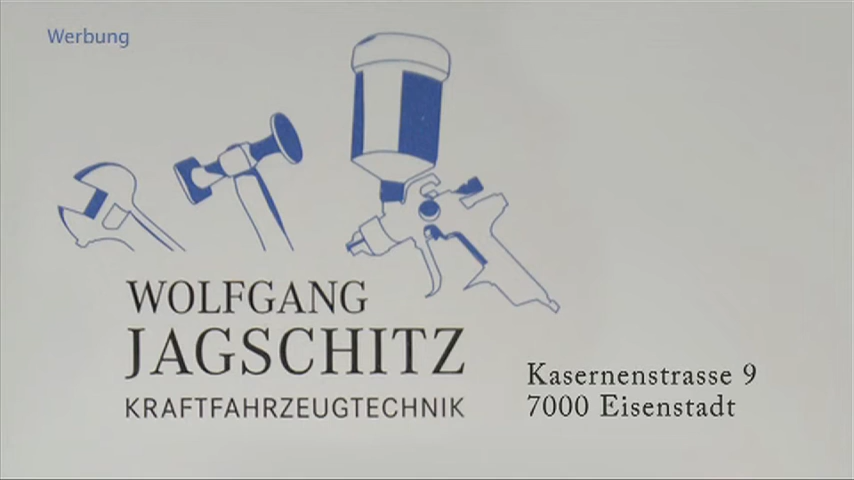 Werbung
WOLFGANG
JAGSCHITZ
KRAFTFAHRZEUGTECHNIK
Kasernenstrasse 9
7000 Eisenstadt